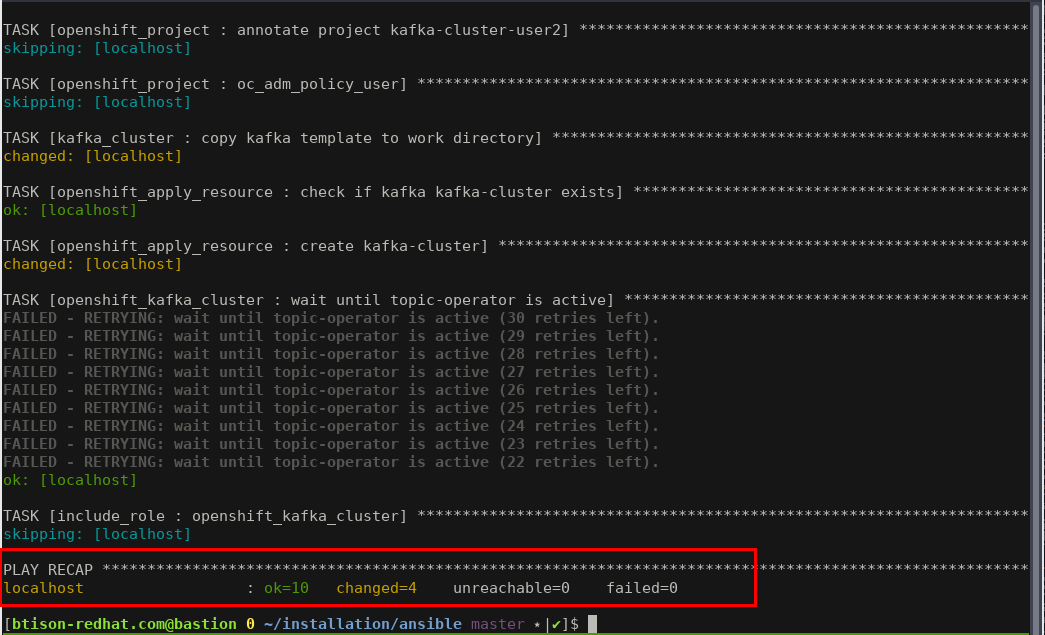 TASK [openshift_project : annotate project kafka-cluster-user2] **************************************************
skipping: [localhost]
TASK [openshift_project : oc_adm_policy_user] ********************************************************************
skipping: [localhost]
TASK [kafka_cluster : copy kafka template to work directory] *****************************************************
changed: [localhost]
TASK [openshift_apply_resource : check if kafka kafka-cluster exists] ********************************************
ok: [localhost]
TASK [openshift_apply_resource : create kafka-cluster] ***********************************************************
changed: [localhost]
TASK [openshift_kafka_cluster : wait until topic-operator is active] *********************************************
FAILED - RETRYING: wait until topic-operator is active (30 retries left).
FAILED - RETRYING: wait until topic-operator is active (29 retries left).
FAILED - RETRYING: wait until topic-operator is active (28 retries left).
FAILED - RETRYING: wait until topic-operator is active (27 retries left).
FAILED - RETRYING: wait until topic-operator is active (26 retries left).
FAILED - RETRYING: wait until topic-operator is active (25 retries left).
FAILED - RETRYING: wait until topic-operator is active (24 retries left).
FAILED - RETRYING: wait until topic-operator is active (23 retries left).
FAILED - RETRYING: wait until topic-operator is active (22 retries left).
ok: [localhost]
TASK [include_role : openshift_kafka_cluster] ********************************************************************
skipping: [localhost]
PLAY RECAP *******************************************************************************************************
localhost                  : ok=10   changed=4    unreachable=0    failed=0
[btison-redhat.com@bastion 0 ~/installation/ansible master ⋆|✔]$